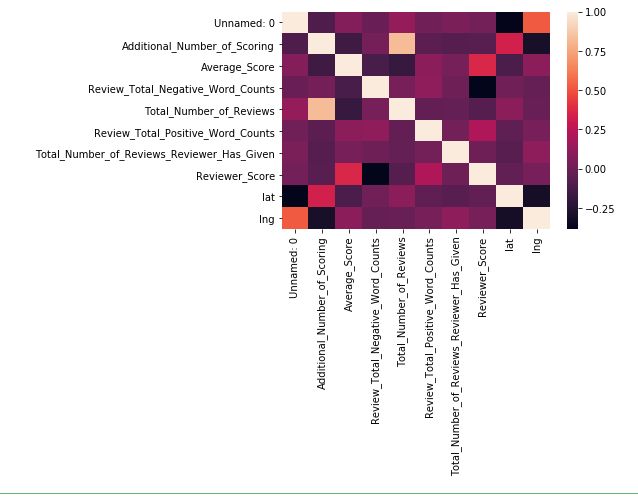 Unnamed: 0
Additional_Number_of_Scoring
Average_Score
Review_Total_Negative_Word_Counts
Total_Number_of_Reviews
Review_Total_Positive_Word_Counts
Total_Number_of_Reviews_Reviewer_Has_Given
Reviewer_Score
lat
lng
1.00
0.75
0.50
0.25
0.00
−0.25
Unnamed: 0
Additional_Number_of_Scoring
Average_Score
Review_Total_Negative_Word_Counts
Total_Number_of_Reviews
Review_Total_Positive_Word_Counts
Total_Number_of_Reviews_Reviewer_Has_Given
Reviewer_Score
lat
lng